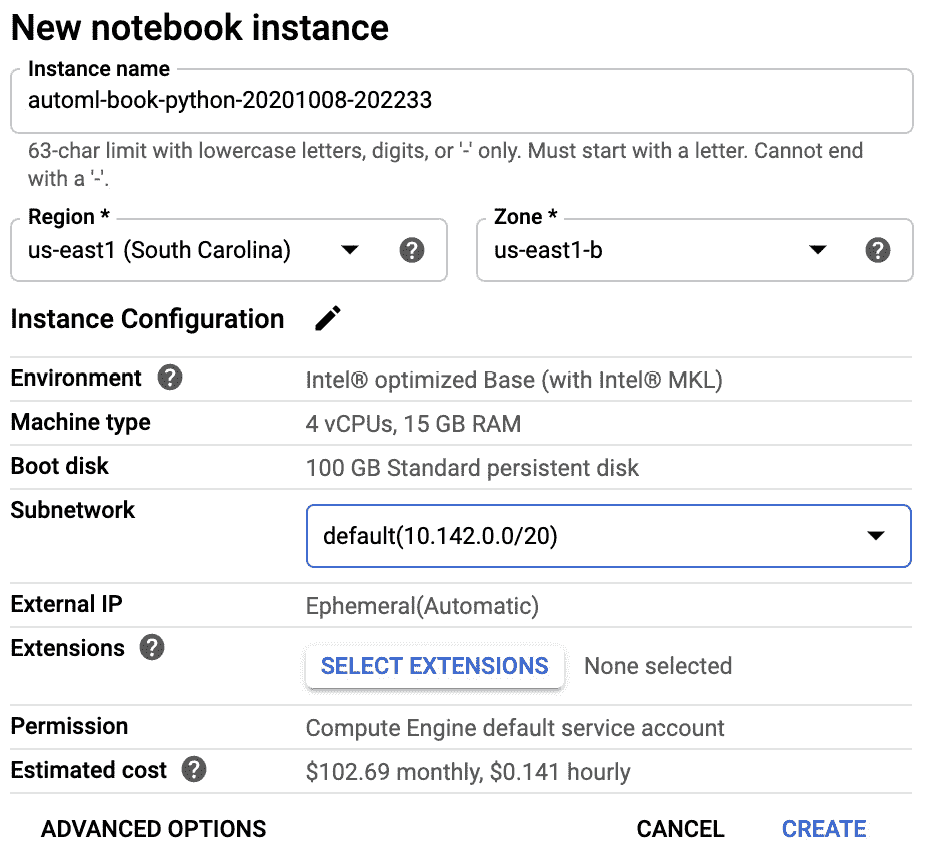 New notebook instance
Instance name
automl-book-python-20201008-202233
63-char limit with lowercase letters, digits, or '-' only. Must start with a letter. Cannot end
with a '-'.
Region * Zone *
us-east1 (South Carolina) us-east1-b
Instance Configuration
Environment Intel® optimized Base (with Intel® MKL)
Machine type 4 vCPUs, 15 GB RAM
Boot disk 100 GB Standard persistent disk
Subnetwork
default(10.142.0.0/20)
External IP Ephemeral(Automatic)
Extensions
SELECT EXTENSIONS None selected
Permission Compute Engine default service account
Estimated cost $102.69 monthly, $0.141 hourly
ADVANCED OPTIONS CANCEL CREATE